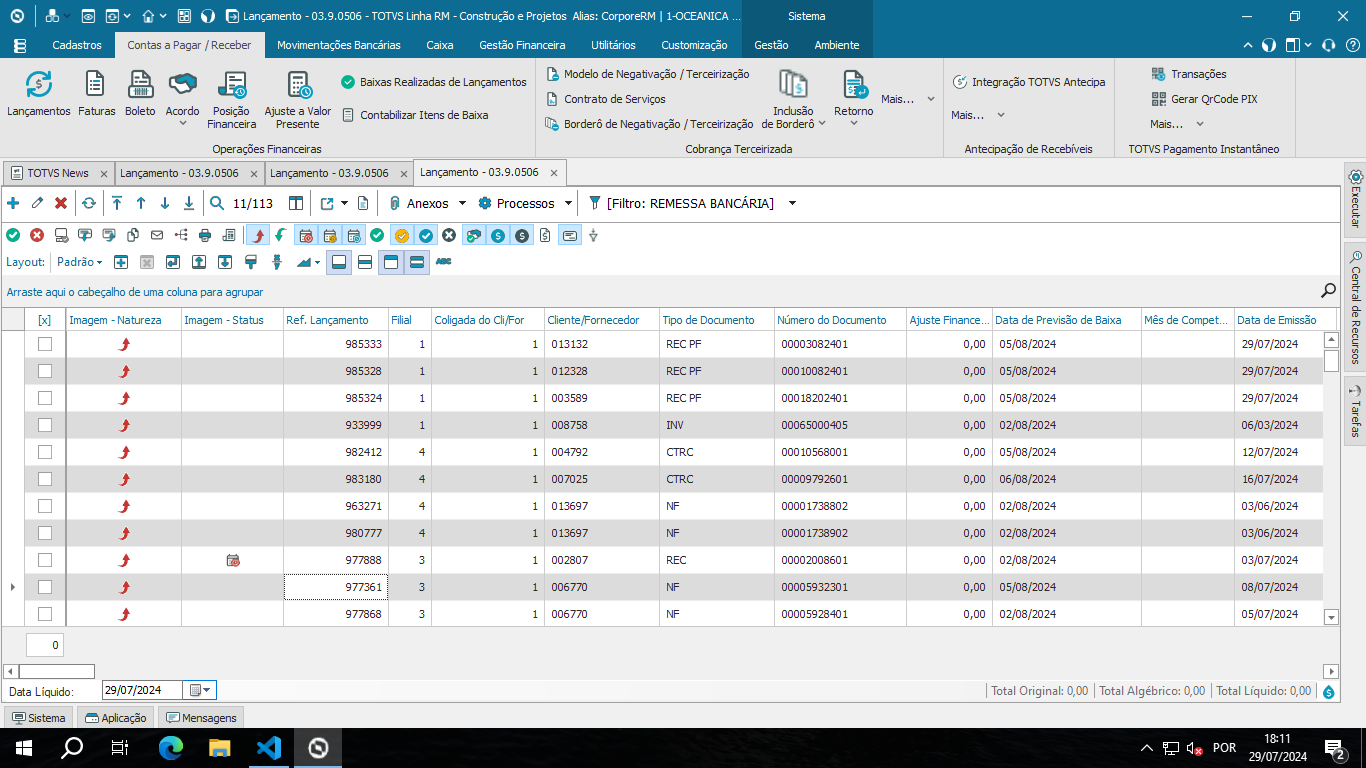 Lançamento - 03.9.0506 - TOTVS Linha RM - Construção e Projetos  Alias: CorporeRM | 1-OCEANICA ...
Sistema
Cadastros
Contas a Pagar / Receber
Movimentações Bancárias
Caixa
Gestão Financeira
Utilitários
Customização
Gestão
Ambiente
Lançamentos
Faturas
Boleto
Acordo
Posição Financeira
Ajuste a Valor Presente
Baixas Realizadas de Lançamentos
Contabilizar Itens de Baixa
Operações Financeiras
Modelo de Negativação / Terceirização
Contrato de Serviços
Borderô de Negativação / Terceirização
Inclusão de Borderô
Retorno
Mais...
Cobrança Terceirizada
Integração TOTVS Antecipa
Mais...
Antecipação de Recebíveis
Transações
Gerar QrCode PIX
Mais...
TOTVS Pagamento Instantâneo
TOTVS News
Lançamento - 03.9.0506
Lançamento - 03.9.0506
Lançamento - 03.9.0506
11/113
Anexos
Processos
[Filtro: REMESSA BANCÁRIA]
Layout:
Padrão
ABC
Arraste aqui o cabeçalho de uma coluna para agrupar
[x] Imagem - Natureza Imagem - Status Ref. Lançamento Filial Coligada do Cli/For Cliente/Fornecedor Tipo de Documento Número do Documento Ajuste Finance... Data de Previsão de Baixa Mês de Compet... Data de Emissão
985333 1 1 013132 REC PF 00003082401 0,00 05/08/2024 29/07/2024
985328 1 1 012328 REC PF 00010082401 0,00 05/08/2024 29/07/2024
985324 1 1 003589 REC PF 00018202401 0,00 05/08/2024 29/07/2024
933999 1 1 008758 INV 00065000405 0,00 02/08/2024 06/03/2024
982412 4 1 004792 CTRC 00010568001 0,00 05/08/2024 12/07/2024
983180 4 1 007025 CTRC 00009792601 0,00 06/08/2024 16/07/2024
963271 4 1 013697 NF 00001738802 0,00 02/08/2024 03/06/2024
980777 4 1 013697 NF 00001738902 0,00 02/08/2024 03/06/2024
977888 3 1 002807 REC 00002008601 0,00 02/08/2024 03/07/2024
977361 3 1 006770 NF 00005932301 0,00 05/08/2024 08/07/2024
977868 3 1 006770 NF 00005928401 0,00 02/08/2024 05/07/2024
0
Data Líquido:
29/07/2024
Total Original: 0,00
Total Algébrico: 0,00
Total Líquido: 0,00
Executar
Central de Recursos
Tarefas
Sistema
Aplicação
Mensagens
POR
18:11
29/07/2024
2